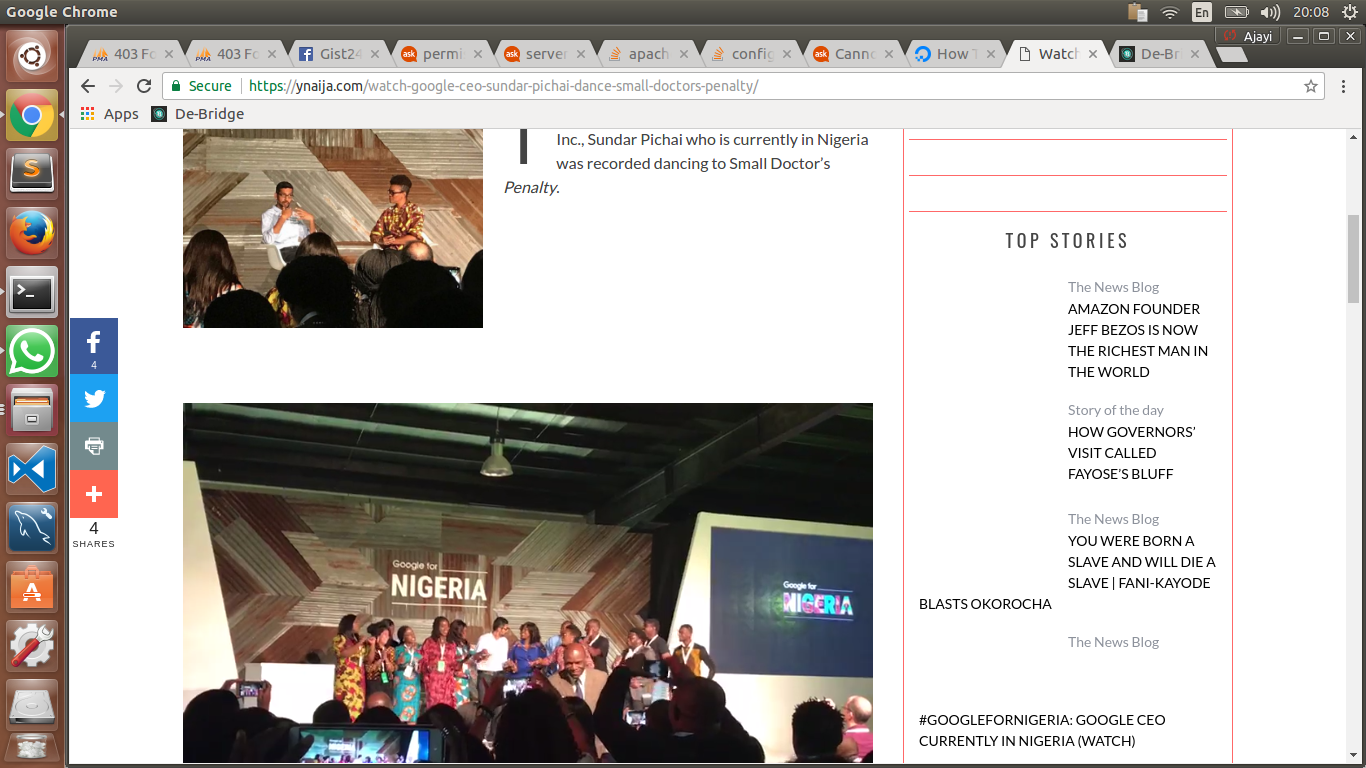 Google Chrome
En
20:08
403 Fo
403 Fo
Gist24
permi
server
apach
config
Canno
How T
Watch
De-Bri
Ajayi
Secure
https://ynaija.com/watch-google-ceo-sundar-pichai-dance-small-doctors-penalty/
Apps
De-Bridge
Inc., Sundar Pichai who is currently in Nigeria
was recorded dancing to Small Doctor’s
Penalty.
4
4
SHARES
Google for
NIGERIA
Google for
NIGERIA
TOP STORIES
The News Blog
AMAZON FOUNDER
JEFF BEZOS IS NOW
THE RICHEST MAN IN
THE WORLD
Story of the day
HOW GOVERNORS’
VISIT CALLED
FAYOSE’S BLUFF
The News Blog
YOU WERE BORN A
SLAVE AND WILL DIE A
SLAVE | FANI-KAYODE
BLASTS OKOROCHA
The News Blog
#GOOGLEFORNIGERIA: GOOGLE CEO
CURRENTLY IN NIGERIA (WATCH)